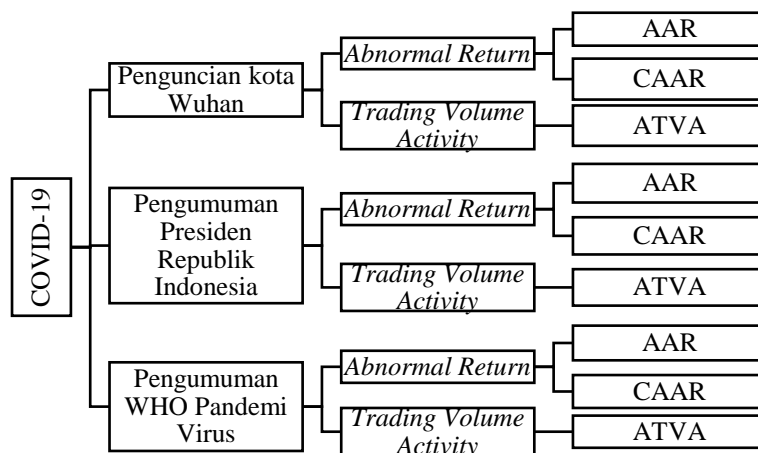 COVID-19
Penguncian kota
Wuhan
Abnormal Return
AAR
CAAR
Trading Volume
Activity
ATVA
Pengumuman
Presiden
Republik
Indonesia
Abnormal Return
AAR
CAAR
Trading Volume
Activity
ATVA
Pengumuman
WHO Pandemi
Virus
Abnormal Return
AAR
CAAR
Trading Volume
Activity
ATVA